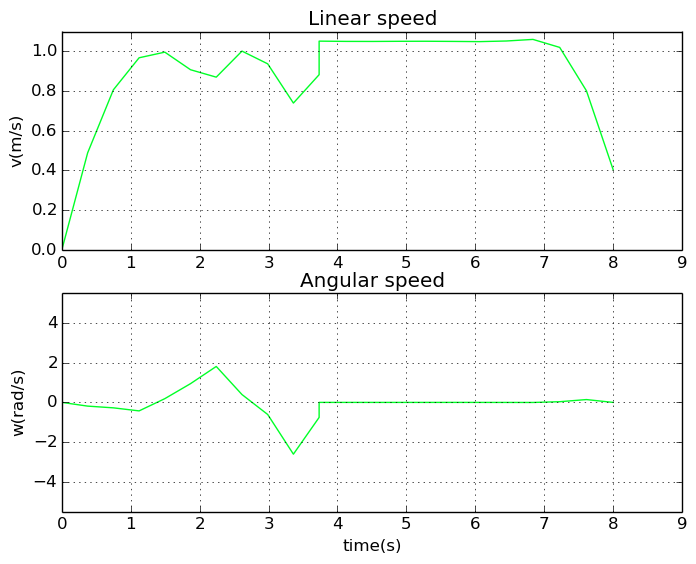 Linear speed
v(m/s)
1.0
0.8
0.6
0.4
0.2
0.0
0 1 2 3 4 5 6 7 8 9
Angular speed
w(rad/s)
4
2
0
−2
−4
0 1 2 3 4 5 6 7 8 9
time(s)